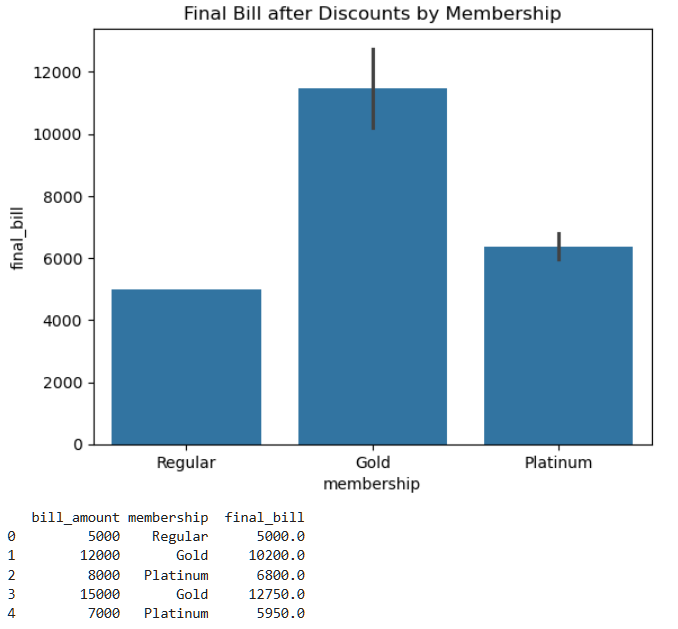 Final Bill after Discounts by Membership
12000
10000
8000
6000
4000
2000
0
final_bill
Regular Gold Platinum
membership
bill_amount membership final_bill
0 5000 Regular 5000.0
1 12000 Gold 10200.0
2 8000 Platinum 6800.0
3 15000 Gold 12750.0
4 7000 Platinum 5950.0